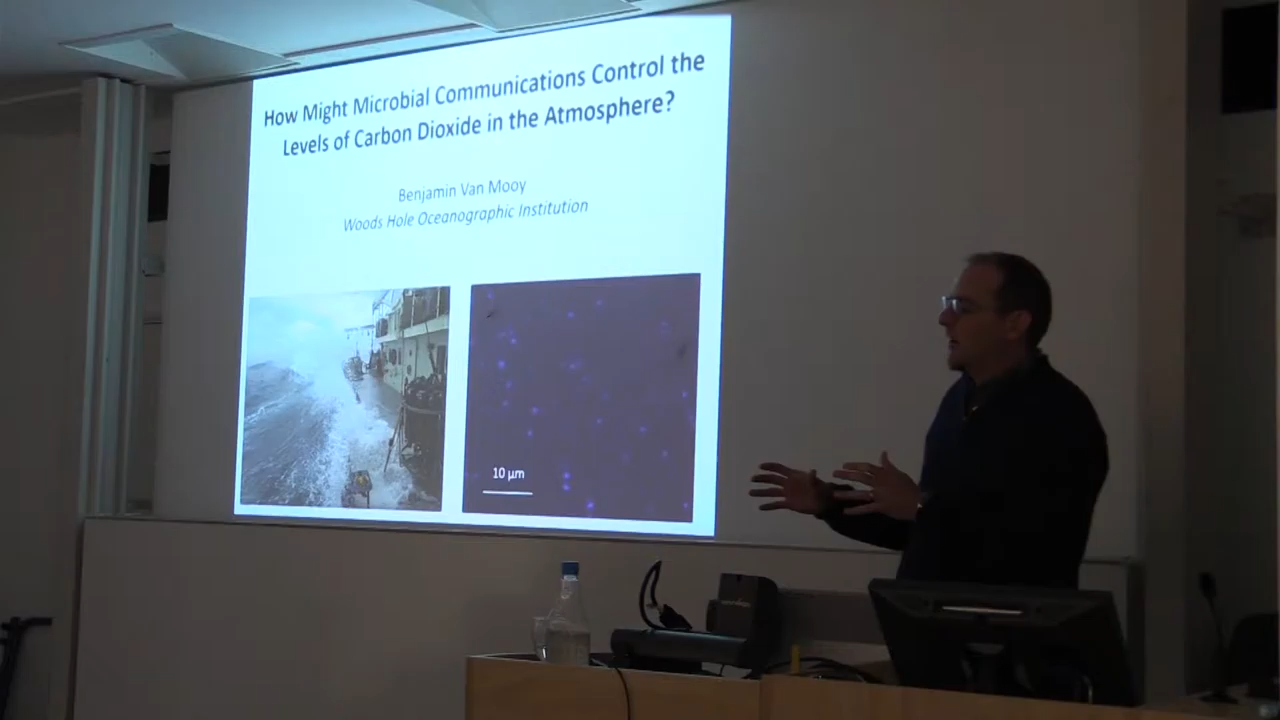 How Might Microbial Communications Control the
Levels of Carbon Dioxide in the Atmosphere?
Benjamin Van Mooy
Woods Hole Oceanographic Institution
10 µm